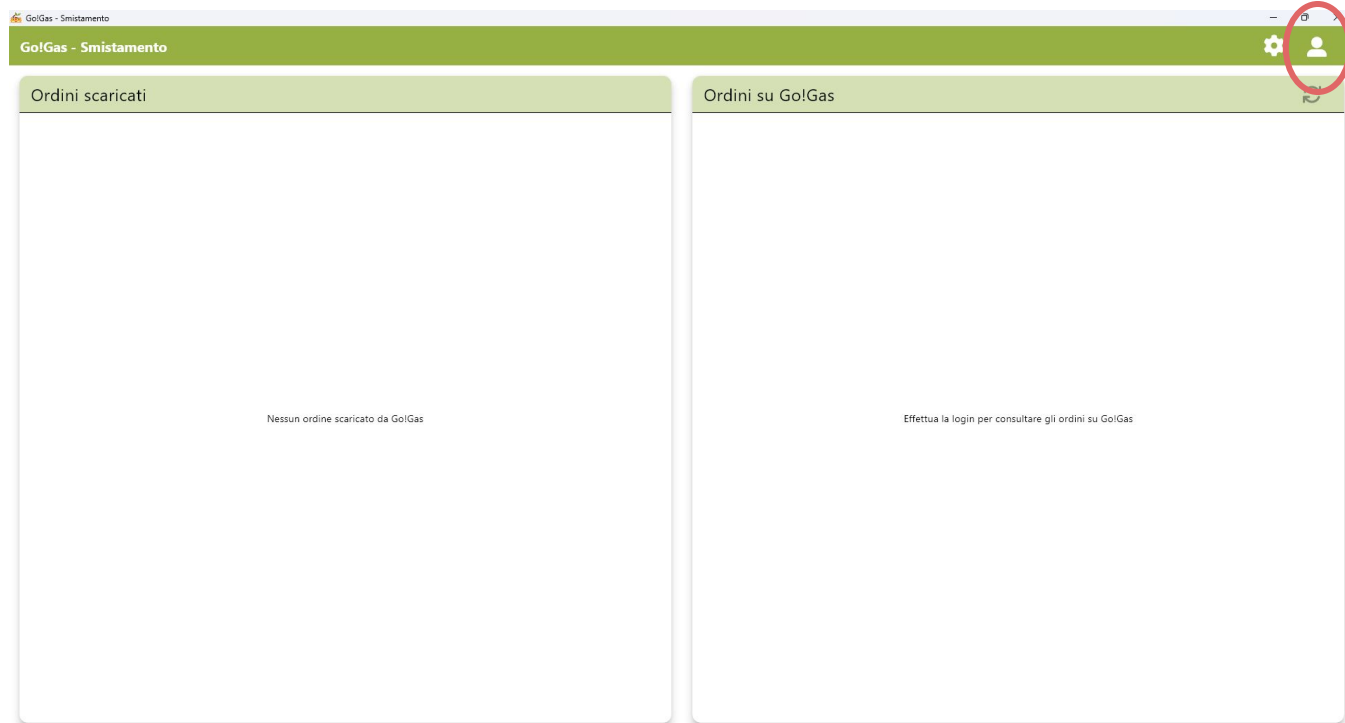 Go!Gas - Smistamento
Go!Gas - Smistamento
Ordini scaricati
Ordini su Go!Gas
Nessun ordine scaricato da Go!Gas
Effettua la login per consultare gli ordini su Go!Gas